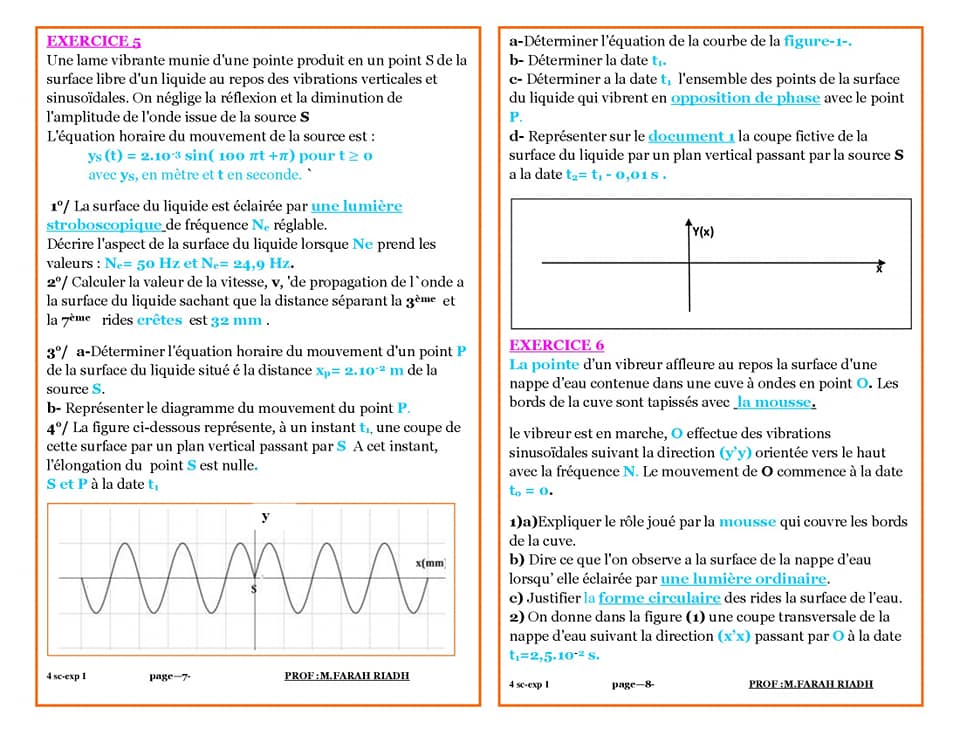 EXERCICE 5
Une lame vibrante munie d'une pointe produit en un point S de la
surface libre d'un liquide au repos des vibrations verticales et
sinusoïdales. On néglige la réflexion et la diminution de
l'amplitude de l'onde issue de la source S
L'équation horaire du mouvement de la source est :
yS (t) = 2.10⁻³ sin( 100 πt +π) pour t ≥ 0
avec yS, en mètre et t en seconde. `
1°/ La surface du liquide est éclairée par une lumière
stroboscopique de fréquence Ne réglable.
Décrire l'aspect de la surface du liquide lorsque Ne prend les
valeurs : Ne= 50 Hz et Ne= 24,9 Hz.
2°/ Calculer la valeur de la vitesse, v, 'de propagation de l`onde a
la surface du liquide sachant que la distance séparant la 3ème et
la 7ème rides crêtes est 32 mm .
3°/ a-Déterminer l'équation horaire du mouvement d'un point P
de la surface du liquide situé é la distance xp= 2.10⁻² m de la
source S.
b- Représenter le diagramme du mouvement du point P.
4°/ La figure ci-dessous représente, à un instant t1, une coupe de
cette surface par un plan vertical passant par S A cet instant,
l'élongation du point S est nulle.
S et P à la date t1
y
x(mm)
S
4 sc-exp 1 page—7- PROF :M.FARAH RIADH
a-Déterminer l'équation de la courbe de la figure-1-.
b- Déterminer la date t1.
c- Déterminer a la date t1 l'ensemble des points de la surface
du liquide qui vibrent en opposition de phase avec le point
P.
d- Représenter sur le document 1 la coupe fictive de la
surface du liquide par un plan vertical passant par la source S
a la date t2= t1 - 0,01 s .
Y(x)
x
EXERCICE 6
La pointe d'un vibreur affleure au repos la surface d'une
nappe d'eau contenue dans une cuve à ondes en point O. Les
bords de la cuve sont tapissés avec la mousse.
le vibreur est en marche, O effectue des vibrations
sinusoïdales suivant la direction (y'y) orientée vers le haut
avec la fréquence N. Le mouvement de O commence à la date
t0 = 0.
1)a)Expliquer le rôle joué par la mousse qui couvre les bords
de la cuve.
b) Dire ce que l'on observe a la surface de la nappe d'eau
lorsqu' elle éclairée par une lumière ordinaire.
c) Justifier la forme circulaire des rides la surface de l'eau.
2) On donne dans la figure (1) une coupe transversale de la
nappe d'eau suivant la direction (x'x) passant par O à la date
t1=2,5.10⁻² s.
4 sc-exp 1 page—8- PROF :M.FARAH RIADH